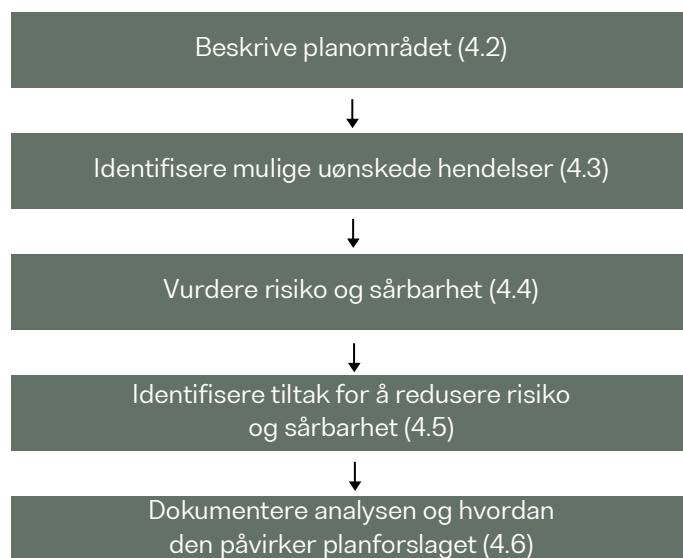 Beskrive planområdet (4.2)
Identifisere mulige uønskede hendelser (4.3)
Vurdere risiko og sårbarhet (4.4)
Identifisere tiltak for å redusere risiko
og sårbarhet (4.5)
Dokumentere analysen og hvordan
den påvirker planforslaget (4.6)